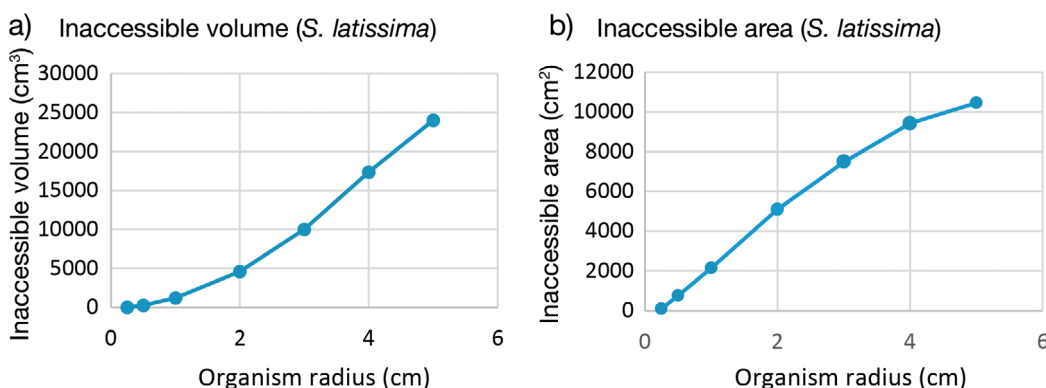 a) Inaccessible volume (S. latissima)
Inacccessible volume (cm³)
30000
25000
20000
15000
10000
5000
0
0 2 4 6
Organism radius (cm)
b) Inaccessible area (S. latissima)
Inaccessible area (cm²)
12000
10000
8000
6000
4000
2000
0
0 2 4 6
Organism radius (cm)